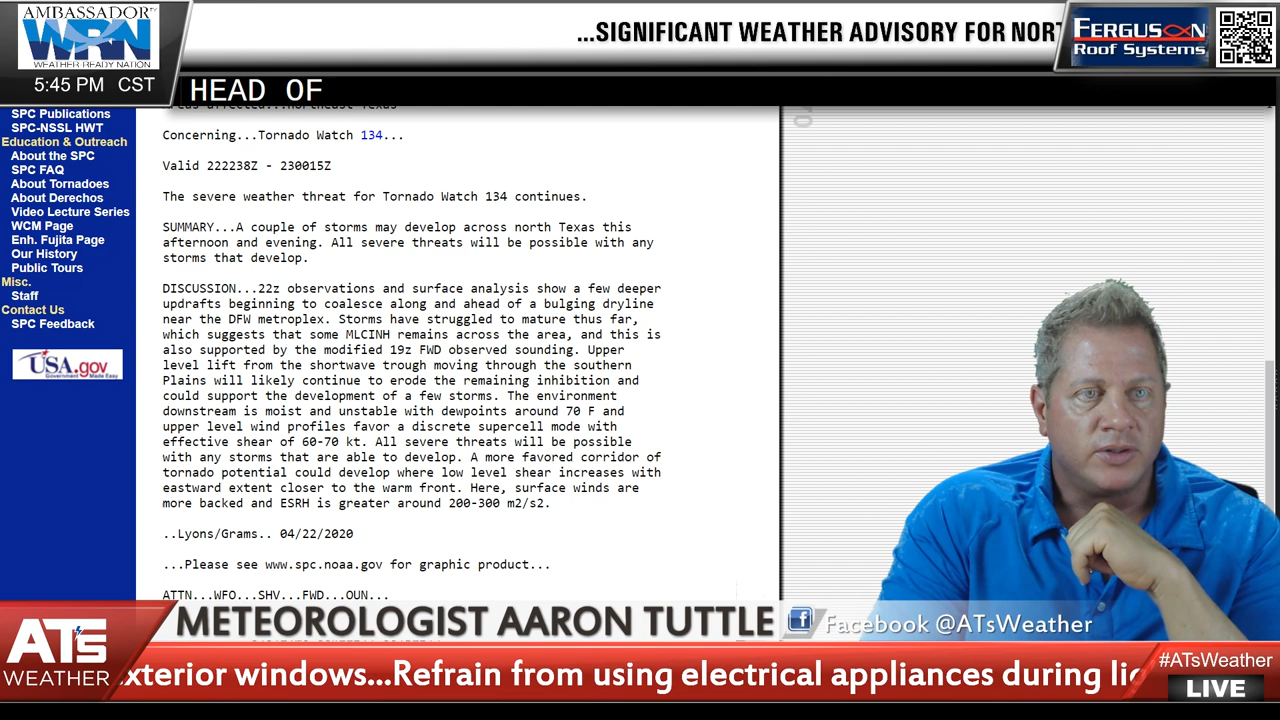 AMBASSADOR
WRN
WEATHER READY NATION
5:45 PM CST
...SIGNIFICANT WEATHER ADVISORY FOR NORT
FERGUSON
Roof Systems
HEAD OF
SPC Publications
SPC-NSSL HWT
Education & Outreach
About the SPC
SPC FAQ
About Tornadoes
About Derechos
Video Lecture Series
WCM Page
Enh. Fujita Page
Our History
Public Tours
Misc.
Staff
Contact Us
SPC Feedback
USA.gov
Government Made Easy
Concerning...Tornado Watch 134...
Valid 222238Z - 230015Z
The severe weather threat for Tornado Watch 134 continues.
SUMMARY...A couple of storms may develop across north Texas this
afternoon and evening. All severe threats will be possible with any
storms that develop.
DISCUSSION...22z observations and surface analysis show a few deeper
updrafts beginning to coalesce along and ahead of a bulging dryline
near the DFW metroplex. Storms have struggled to mature thus far,
which suggests that some MLCINH remains across the area, and this is
also supported by the modified 19z FWD observed sounding. Upper
level lift from the shortwave trough moving through the southern
Plains will likely continue to erode the remaining inhibition and
could support the development of a few storms. The environment
downstream is moist and unstable with dewpoints around 70 F and
upper level wind profiles favor a discrete supercell mode with
effective shear of 60-70 kt. All severe threats will be possible
with any storms that are able to develop. A more favored corridor of
tornado potential could develop where low level shear increases with
eastward extent closer to the warm front. Here, surface winds are
more backed and ESRH is greater around 200-300 m2/s2.
..Lyons/Grams.. 04/22/2020
...Please see www.spc.noaa.gov for graphic product...
ATTN...WFO...SHV...FWD...OUN...
METEOROLOGIST AARON TUTTLE
Facebook @ATsWeather
ATs
WEATHER
xterior windows...Refrain from using electrical appliances during li
#ATsWeather
LIVE